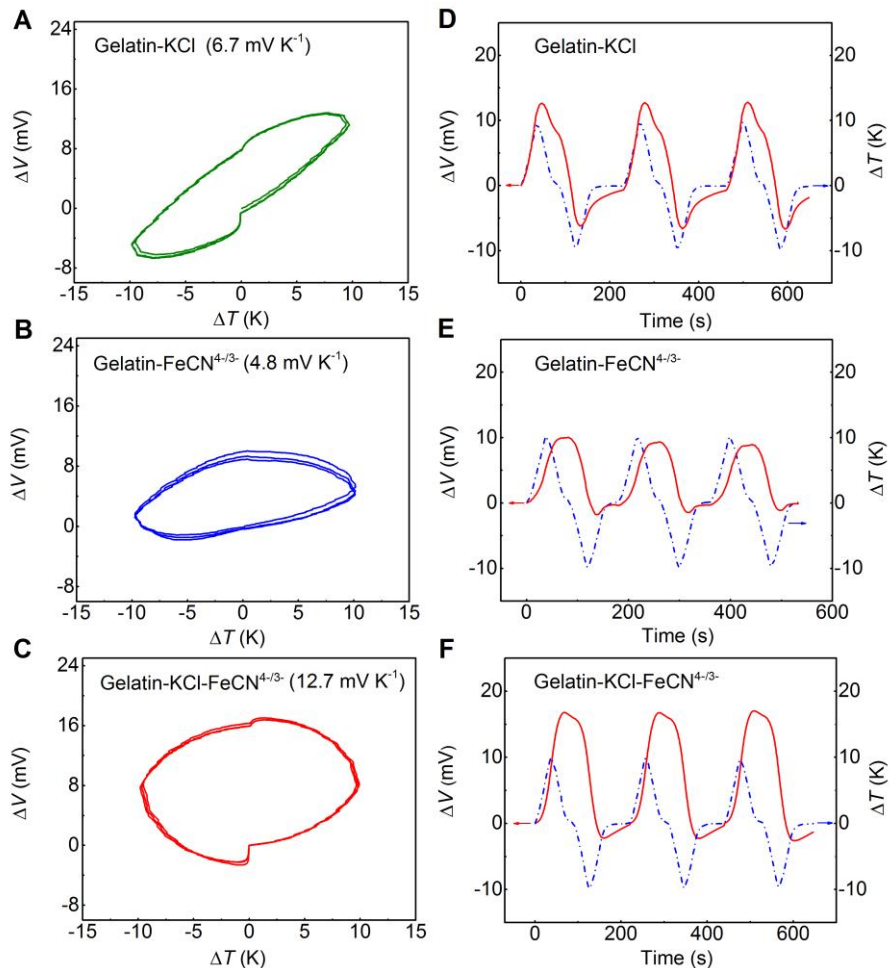 A
Gelatin-KCl (6.7 mV K⁻¹)
24
16
8
0
-8
ΔV (mV)
-15 -10 -5 0 5 10 15
ΔT (K)
D
Gelatin-KCl
20
10
0
-10
ΔV (mV)
20
10
0
-10
ΔT (K)
0 200 400 600
Time (s)
B
Gelatin-FeCN⁴⁻/³⁻ (4.8 mV K⁻¹)
24
16
8
0
-8
ΔV (mV)
-15 -10 -5 0 5 10 15
ΔT (K)
E
Gelatin-FeCN⁴⁻/³⁻
20
10
0
-10
ΔV (mV)
20
10
0
-10
ΔT (K)
0 200 400 600
Time (s)
C
Gelatin-KCl-FeCN⁴⁻/³⁻ (12.7 mV K⁻¹)
24
16
8
0
-8
ΔV (mV)
-15 -10 -5 0 5 10 15
ΔT (K)
F
Gelatin-KCl-FeCN⁴⁻/³⁻
20
10
0
-10
ΔV (mV)
20
10
0
-10
ΔT (K)
0 200 400 600
Time (s)